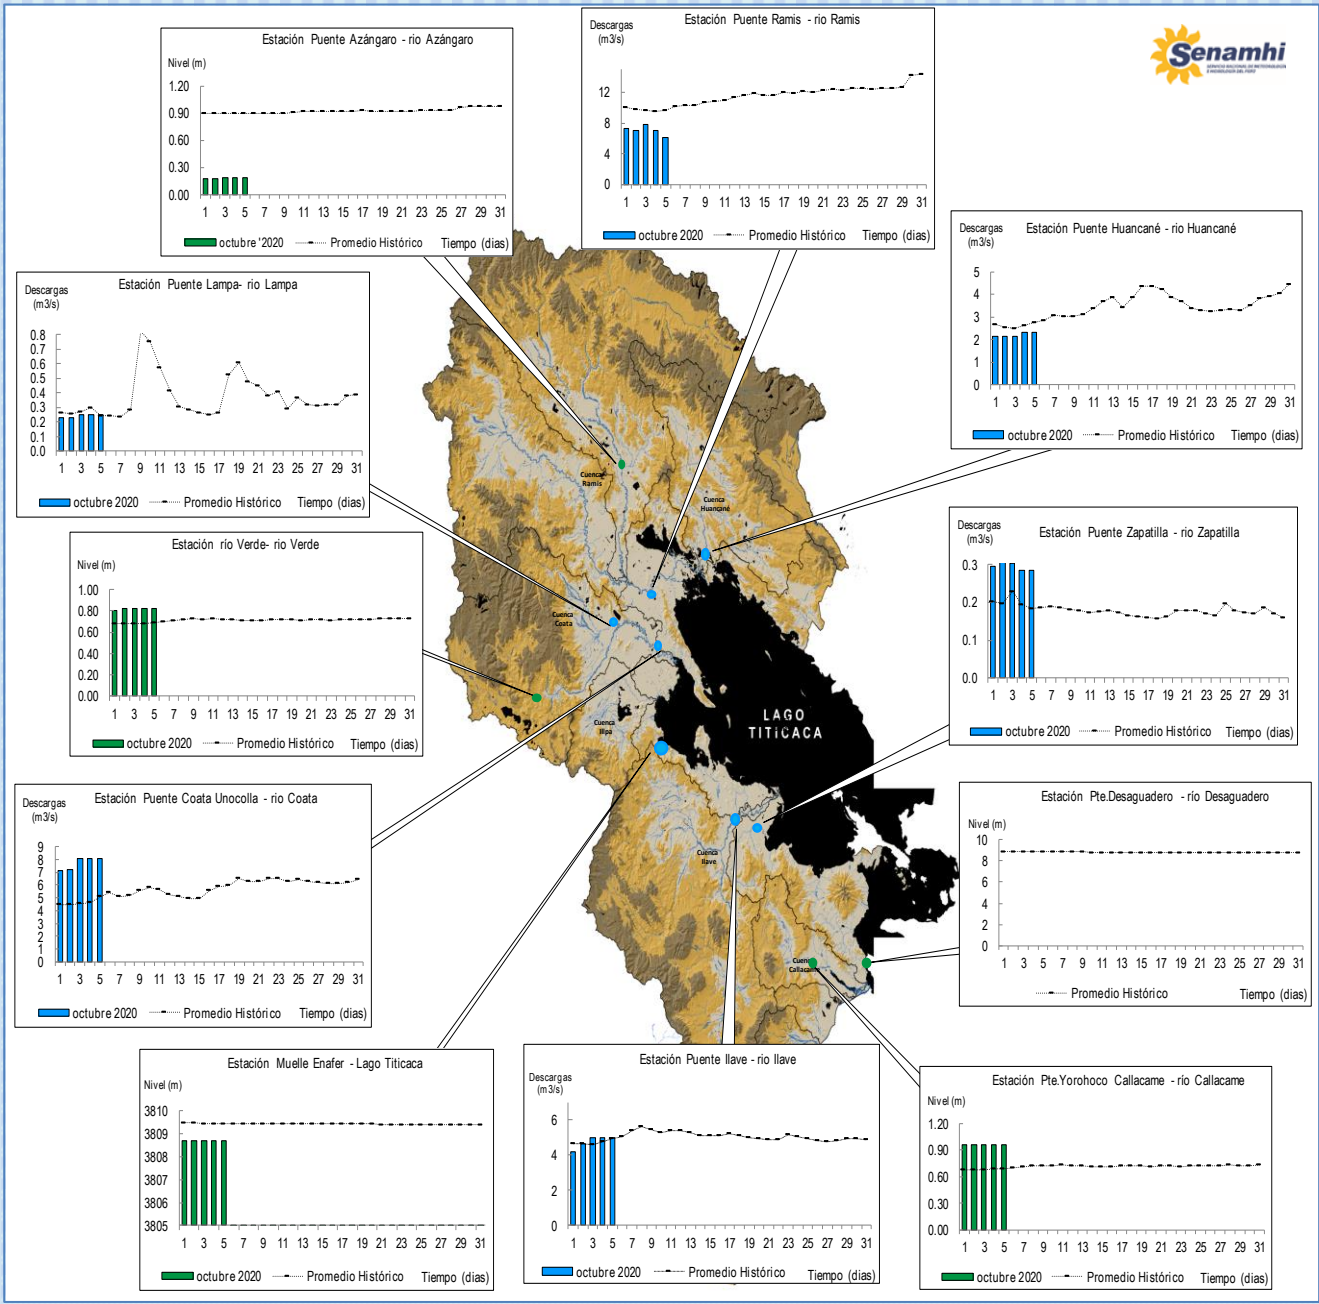 Estación Puente Azángaro - rio Azángaro
Nivel (m)
1.20
0.90
0.60
0.30
0.00
1 3 5 7 9 11 13 15 17 19 21 23 25 27 29 31
octubre '2020 Promedio Histórico Tiempo (dias)
Estación Puente Ramis - rio Ramis
Descargas
(m3/s)
12
8
4
0
1 3 5 7 9 11 13 15 17 19 21 23 25 27 29 31
octubre 2020 Promedio Histórico Tiempo (dias)
Senamhi
SERVICIO NACIONAL DE METEOROLOGÍA
E HIDROLOGÍA DEL PERÚ
Estación Puente Huancané - rio Huancané
Descargas
(m3/s)
5
4
3
2
1
0
1 3 5 7 9 11 13 15 17 19 21 23 25 27 29 31
octubre 2020 Promedio Histórico Tiempo (dias)
Estación Puente Lampa- rio Lampa
Descargas
(m3/s)
0.8
0.7
0.6
0.5
0.4
0.3
0.2
0.1
0.0
1 3 5 7 9 11 13 15 17 19 21 23 25 27 29 31
octubre 2020 Promedio Histórico Tiempo (dias)
Estación río Verde- rio Verde
Nivel (m)
1.00
0.80
0.60
0.40
0.20
0.00
1 3 5 7 9 11 13 15 17 19 21 23 25 27 29 31
octubre 2020 Promedio Histórico Tiempo (dias)
Estación Puente Zapatilla - rio Zapatilla
Descargas
(m3/s)
0.3
0.2
0.1
0.0
1 3 5 7 9 11 13 15 17 19 21 23 25 27 29 31
octubre 2020 Promedio Histórico Tiempo (dias)
Cuenca
Ramis
Cuenca
Huancané
Cuenca
Coata
Cuenca
Illpa
LAGO
TITICACA
Cuenca
Ilave
Cuenca
Callacame
Estación Puente Coata Unocolla - rio Coata
Descargas
(m3/s)
9
8
7
6
5
4
3
2
1
0
1 3 5 7 9 11 13 15 17 19 21 23 25 27 29 31
octubre 2020 Promedio Histórico Tiempo (dias)
Estación Pte.Desaguadero - río Desaguadero
Nivel (m)
10
8
6
4
2
0
1 3 5 7 9 11 13 15 17 19 21 23 25 27 29 31
Promedio Histórico Tiempo (dias)
Estación Muelle Enafer - Lago Titicaca
Nivel (m)
3810
3809
3808
3807
3806
3805
1 3 5 7 9 11 13 15 17 19 21 23 25 27 29 31
octubre 2020 Promedio Histórico Tiempo (dias)
Estación Puente Ilave - rio Ilave
Descargas
(m3/s)
6
4
2
0
1 3 5 7 9 11 13 15 17 19 21 23 25 27 29 31
octubre 2020 Promedio Histórico Tiempo (dias)
Estación Pte.Yorohoco Callacame - río Callacame
Nivel (m)
1.20
0.90
0.60
0.30
0.00
1 3 5 7 9 11 13 15 17 19 21 23 25 27 29 31
octubre 2020 Promedio Histórico Tiempo (dias)